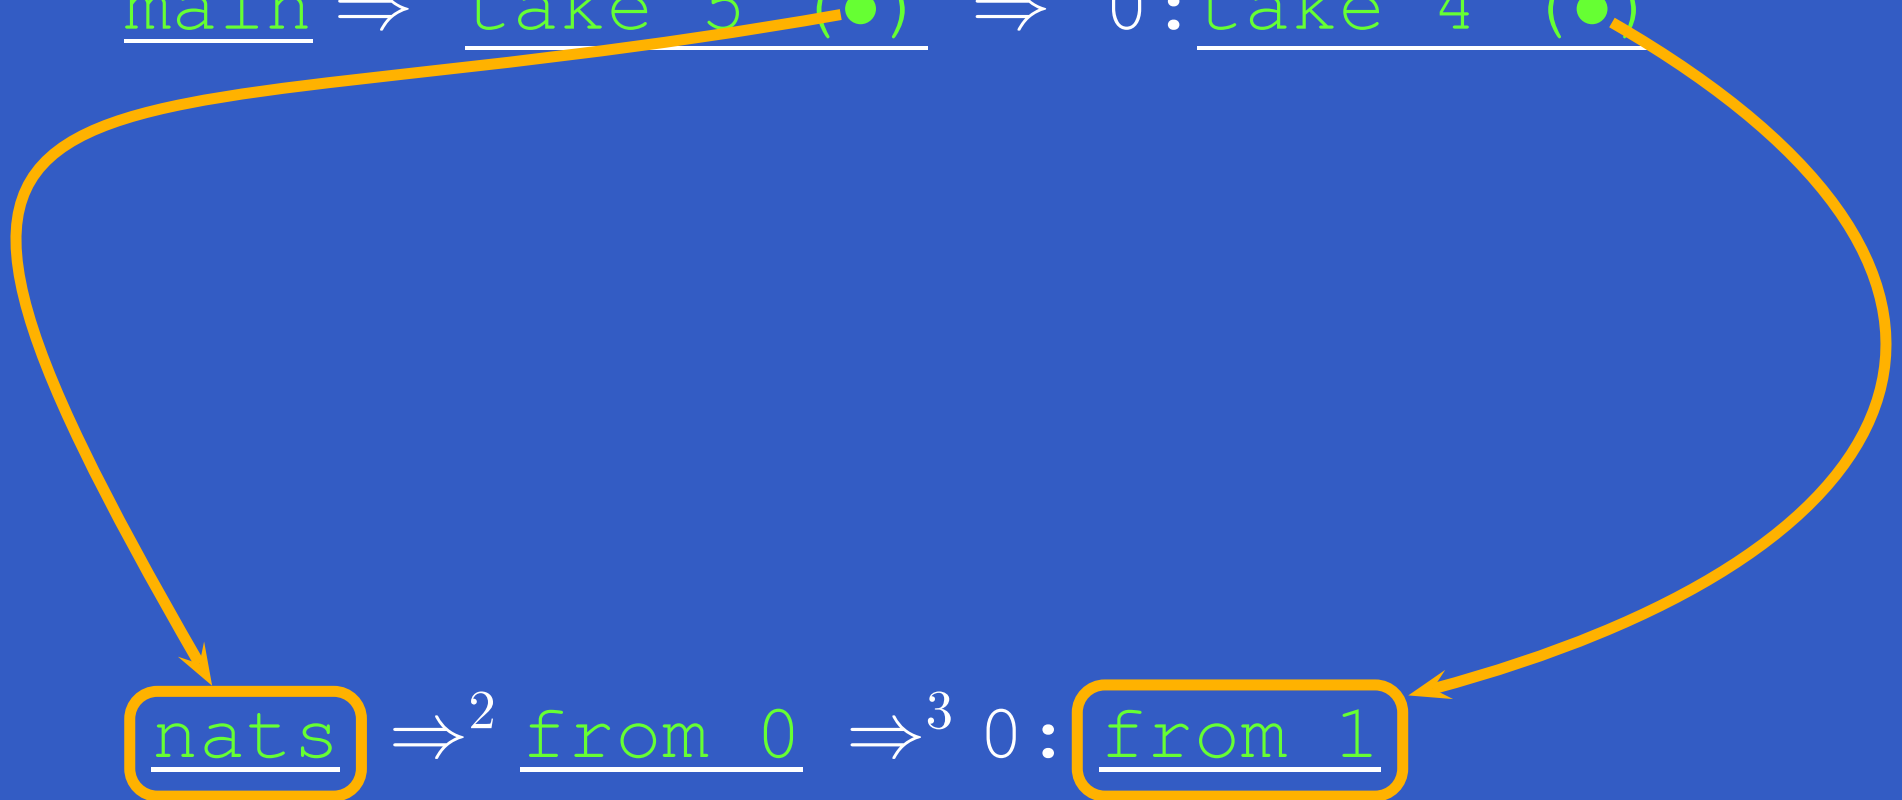 main ⇒ take 5 (●) ⇒ 0:take 4 (●)
nats ⇒² from 0 ⇒³ 0:from 1